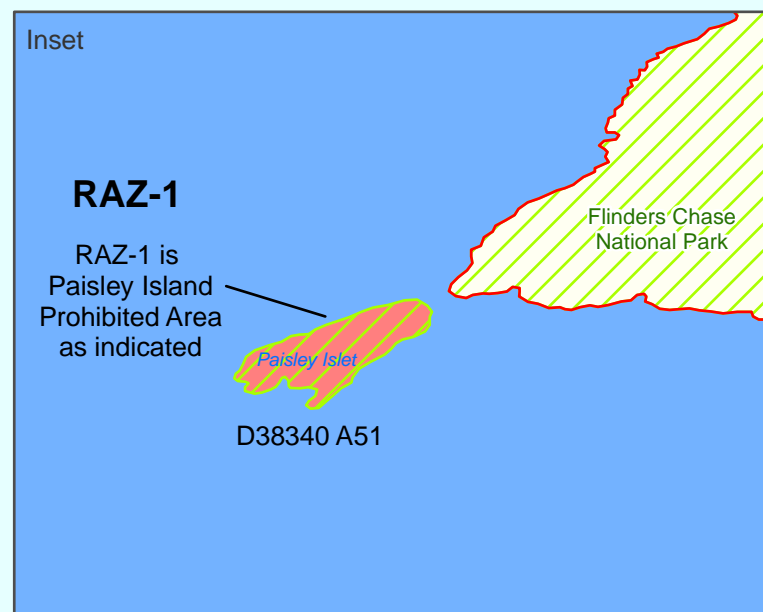 Inset
RAZ-1
RAZ-1 is
Paisley Island
Prohibited Area
as indicated
Flinders Chase
National Park
Paisley Islet
D38340 A51